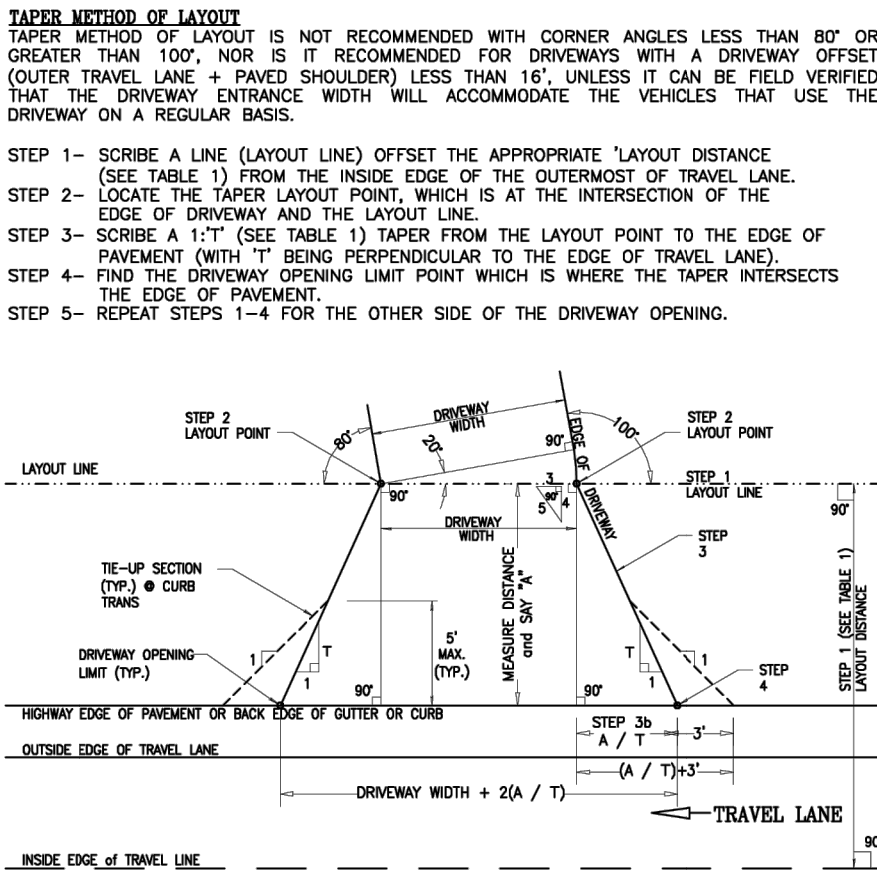 TAPER METHOD OF LAYOUT
TAPER METHOD OF LAYOUT IS NOT RECOMMENDED WITH CORNER ANGLES LESS THAN 80° OR
GREATER THAN 100°, NOR IS IT RECOMMENDED FOR DRIVEWAYS WITH A DRIVEWAY OFFSET
(OUTER TRAVEL LANE + PAVED SHOULDER) LESS THAN 16', UNLESS IT CAN BE FIELD VERIFIED
THAT THE DRIVEWAY ENTRANCE WIDTH WILL ACCOMMODATE THE VEHICLES THAT USE THE
DRIVEWAY ON A REGULAR BASIS.
STEP 1– SCRIBE A LINE (LAYOUT LINE) OFFSET THE APPROPRIATE 'LAYOUT DISTANCE
(SEE TABLE 1) FROM THE INSIDE EDGE OF THE OUTERMOST OF TRAVEL LANE.
STEP 2– LOCATE THE TAPER LAYOUT POINT, WHICH IS AT THE INTERSECTION OF THE
EDGE OF DRIVEWAY AND THE LAYOUT LINE.
STEP 3– SCRIBE A 1:'T' (SEE TABLE 1) TAPER FROM THE LAYOUT POINT TO THE EDGE OF
PAVEMENT (WITH 'T' BEING PERPENDICULAR TO THE EDGE OF TRAVEL LANE).
STEP 4– FIND THE DRIVEWAY OPENING LIMIT POINT WHICH IS WHERE THE TAPER INTERSECTS
THE EDGE OF PAVEMENT.
STEP 5– REPEAT STEPS 1–4 FOR THE OTHER SIDE OF THE DRIVEWAY OPENING.
STEP 2
LAYOUT POINT
80°
DRIVEWAY
WIDTH
20°
90°
EDGE OF DRIVEWAY
100°
STEP 2
LAYOUT POINT
LAYOUT LINE
STEP 1
LAYOUT LINE
90°
3
90°
4
5
90°
DRIVEWAY
WIDTH
MEASURE DISTANCE
and SAY "A"
STEP
3
STEP 1 (SEE TABLE 1)
LAYOUT DISTANCE
TIE–UP SECTION
(TYP.) @ CURB
TRANS
5'
MAX.
(TYP.)
DRIVEWAY OPENING
LIMIT (TYP.)
1
T
1
90°
T
1
1
90°
STEP
4
HIGHWAY EDGE OF PAVEMENT OR BACK EDGE OF GUTTER OR CURB
STEP 3b
A / T
3'
OUTSIDE EDGE OF TRAVEL LANE
(A / T)+3'
DRIVEWAY WIDTH + 2(A / T)
TRAVEL LANE
90
INSIDE EDGE of TRAVEL LINE